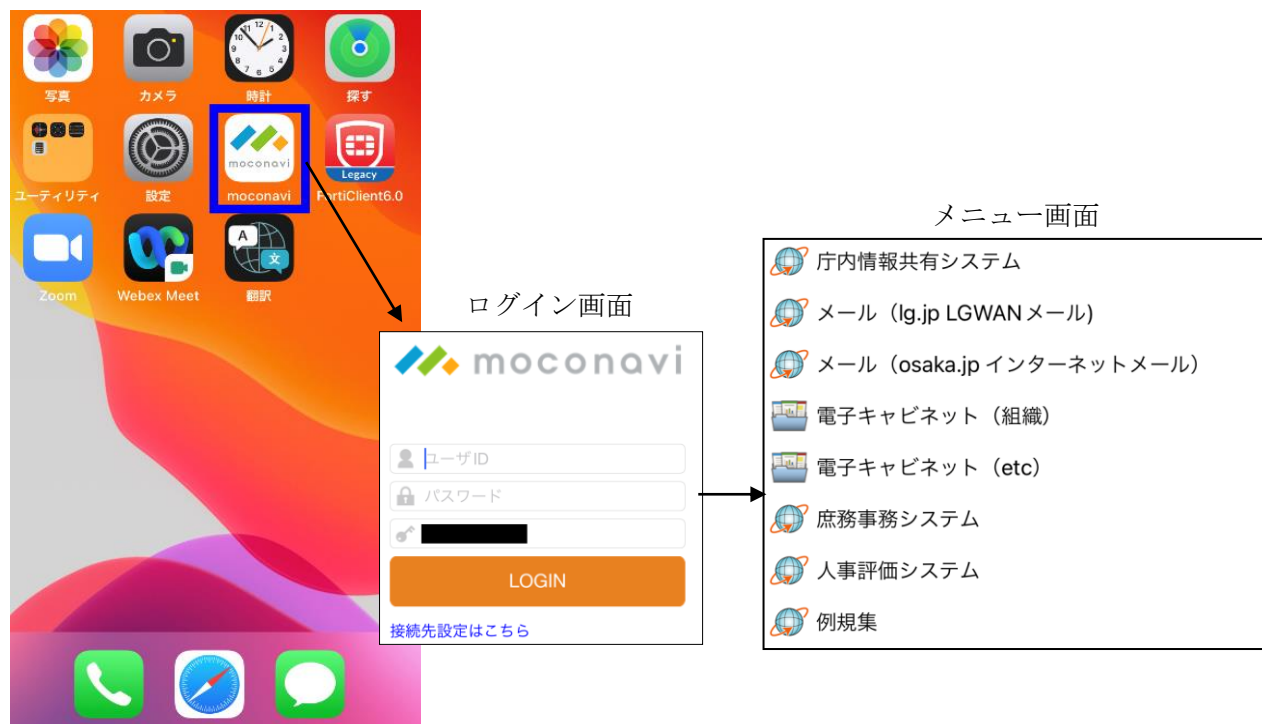 写真
カメラ
時計
探す
ユーティリティ
設定
moconavi
moconavi
Legacy
FortiClient6.0
Zoom
Webex Meet
A
文
翻訳
ログイン画面
moconavi
ユーザID
パスワード
LOGIN
接続先設定はこちら
メニュー画面
庁内情報共有システム
メール（lg.jp LGWANメール)
メール（osaka.jp インターネットメール）
電子キャビネット（組織）
電子キャビネット（etc）
庶務事務システム
人事評価システム
例規集